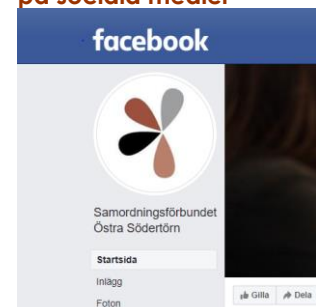 på sociala medier
facebook
Samordningsförbundet
Östra Södertörn
Startsida
Inlägg
Foton
Gilla
Dela